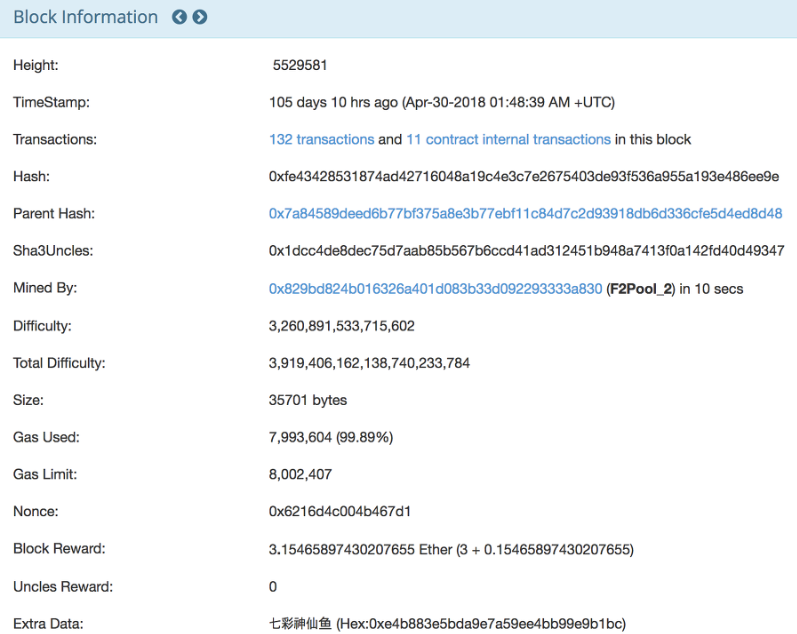 Block Information
Height: 5529581
TimeStamp: 105 days 10 hrs ago (Apr-30-2018 01:48:39 AM +UTC)
Transactions: 132 transactions and 11 contract internal transactions in this block
Hash: 0xfe43428531874ad42716048a19c4e3c7e2675403de93f536a955a193e486ee9e
Parent Hash: 0x7a84589deed6b77bf375a8e3b77ebf11c84d7c2d93918db6d336cfe5d4ed8d48
Sha3Uncles: 0x1dcc4de8dec75d7aab85b567b6ccd41ad312451b948a7413f0a142fd40d49347
Mined By: 0x829bd824b016326a401d083b33d092293333a830 (F2Pool_2) in 10 secs
Difficulty: 3,260,891,533,715,602
Total Difficulty: 3,919,406,162,138,740,233,784
Size: 35701 bytes
Gas Used: 7,993,604 (99.89%)
Gas Limit: 8,002,407
Nonce: 0x6216d4c004b467d1
Block Reward: 3.15465897430207655 Ether (3 + 0.15465897430207655)
Uncles Reward: 0
Extra Data: 七彩神仙鱼 (Hex:0xe4b883e5bda9e7a59ee4bb99e9b1bc)